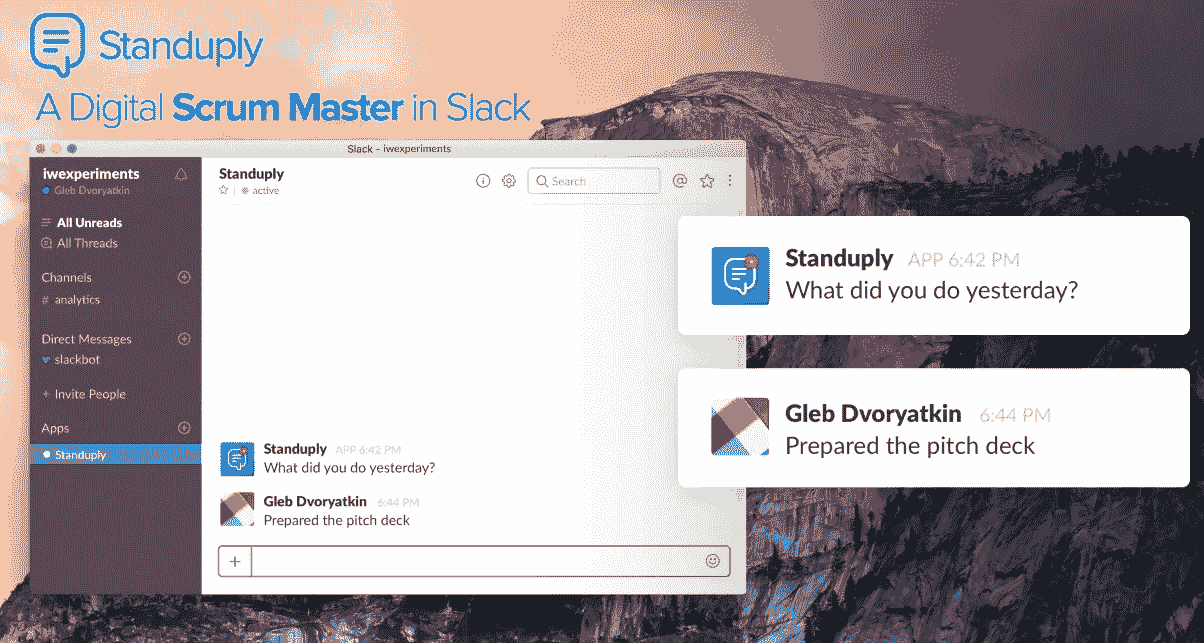 Standuply
A Digital Scrum Master in Slack
Slack - iwexperiments
iwexperiments
Gleb Dvoryatkin
All Unreads
All Threads
Channels
# analytics
Direct Messages
slackbot
+ Invite People
Apps
Standuply
Standuply
active
Search
Standuply APP 6:42 PM
What did you do yesterday?
Gleb Dvoryatkin 6:44 PM
Prepared the pitch deck
Standuply APP 6:42 PM
What did you do yesterday?
Gleb Dvoryatkin 6:44 PM
Prepared the pitch deck